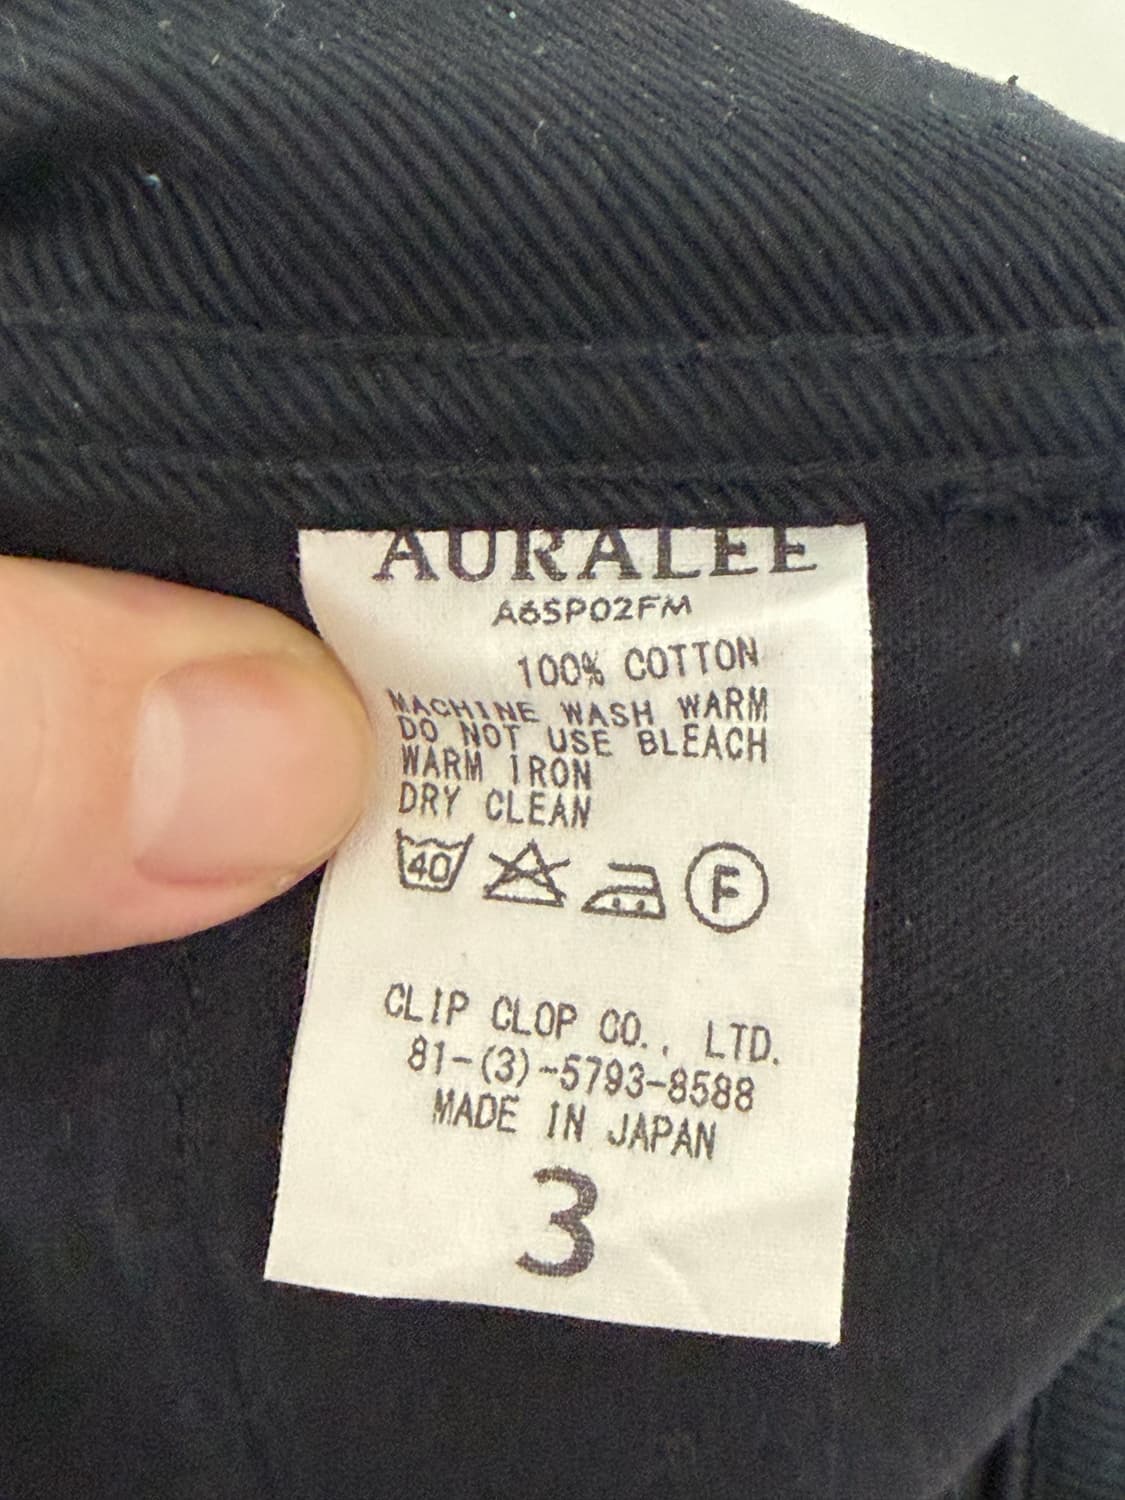 AURALEE
A6SP02FM
100% COTTON
MACHINE WASH WARM
DO NOT USE BLEACH
WARM IRON
DRY CLEAN
40 F
CLIP CLOP CO., LTD.
81-(3)-5793-8588
MADE IN JAPAN
3